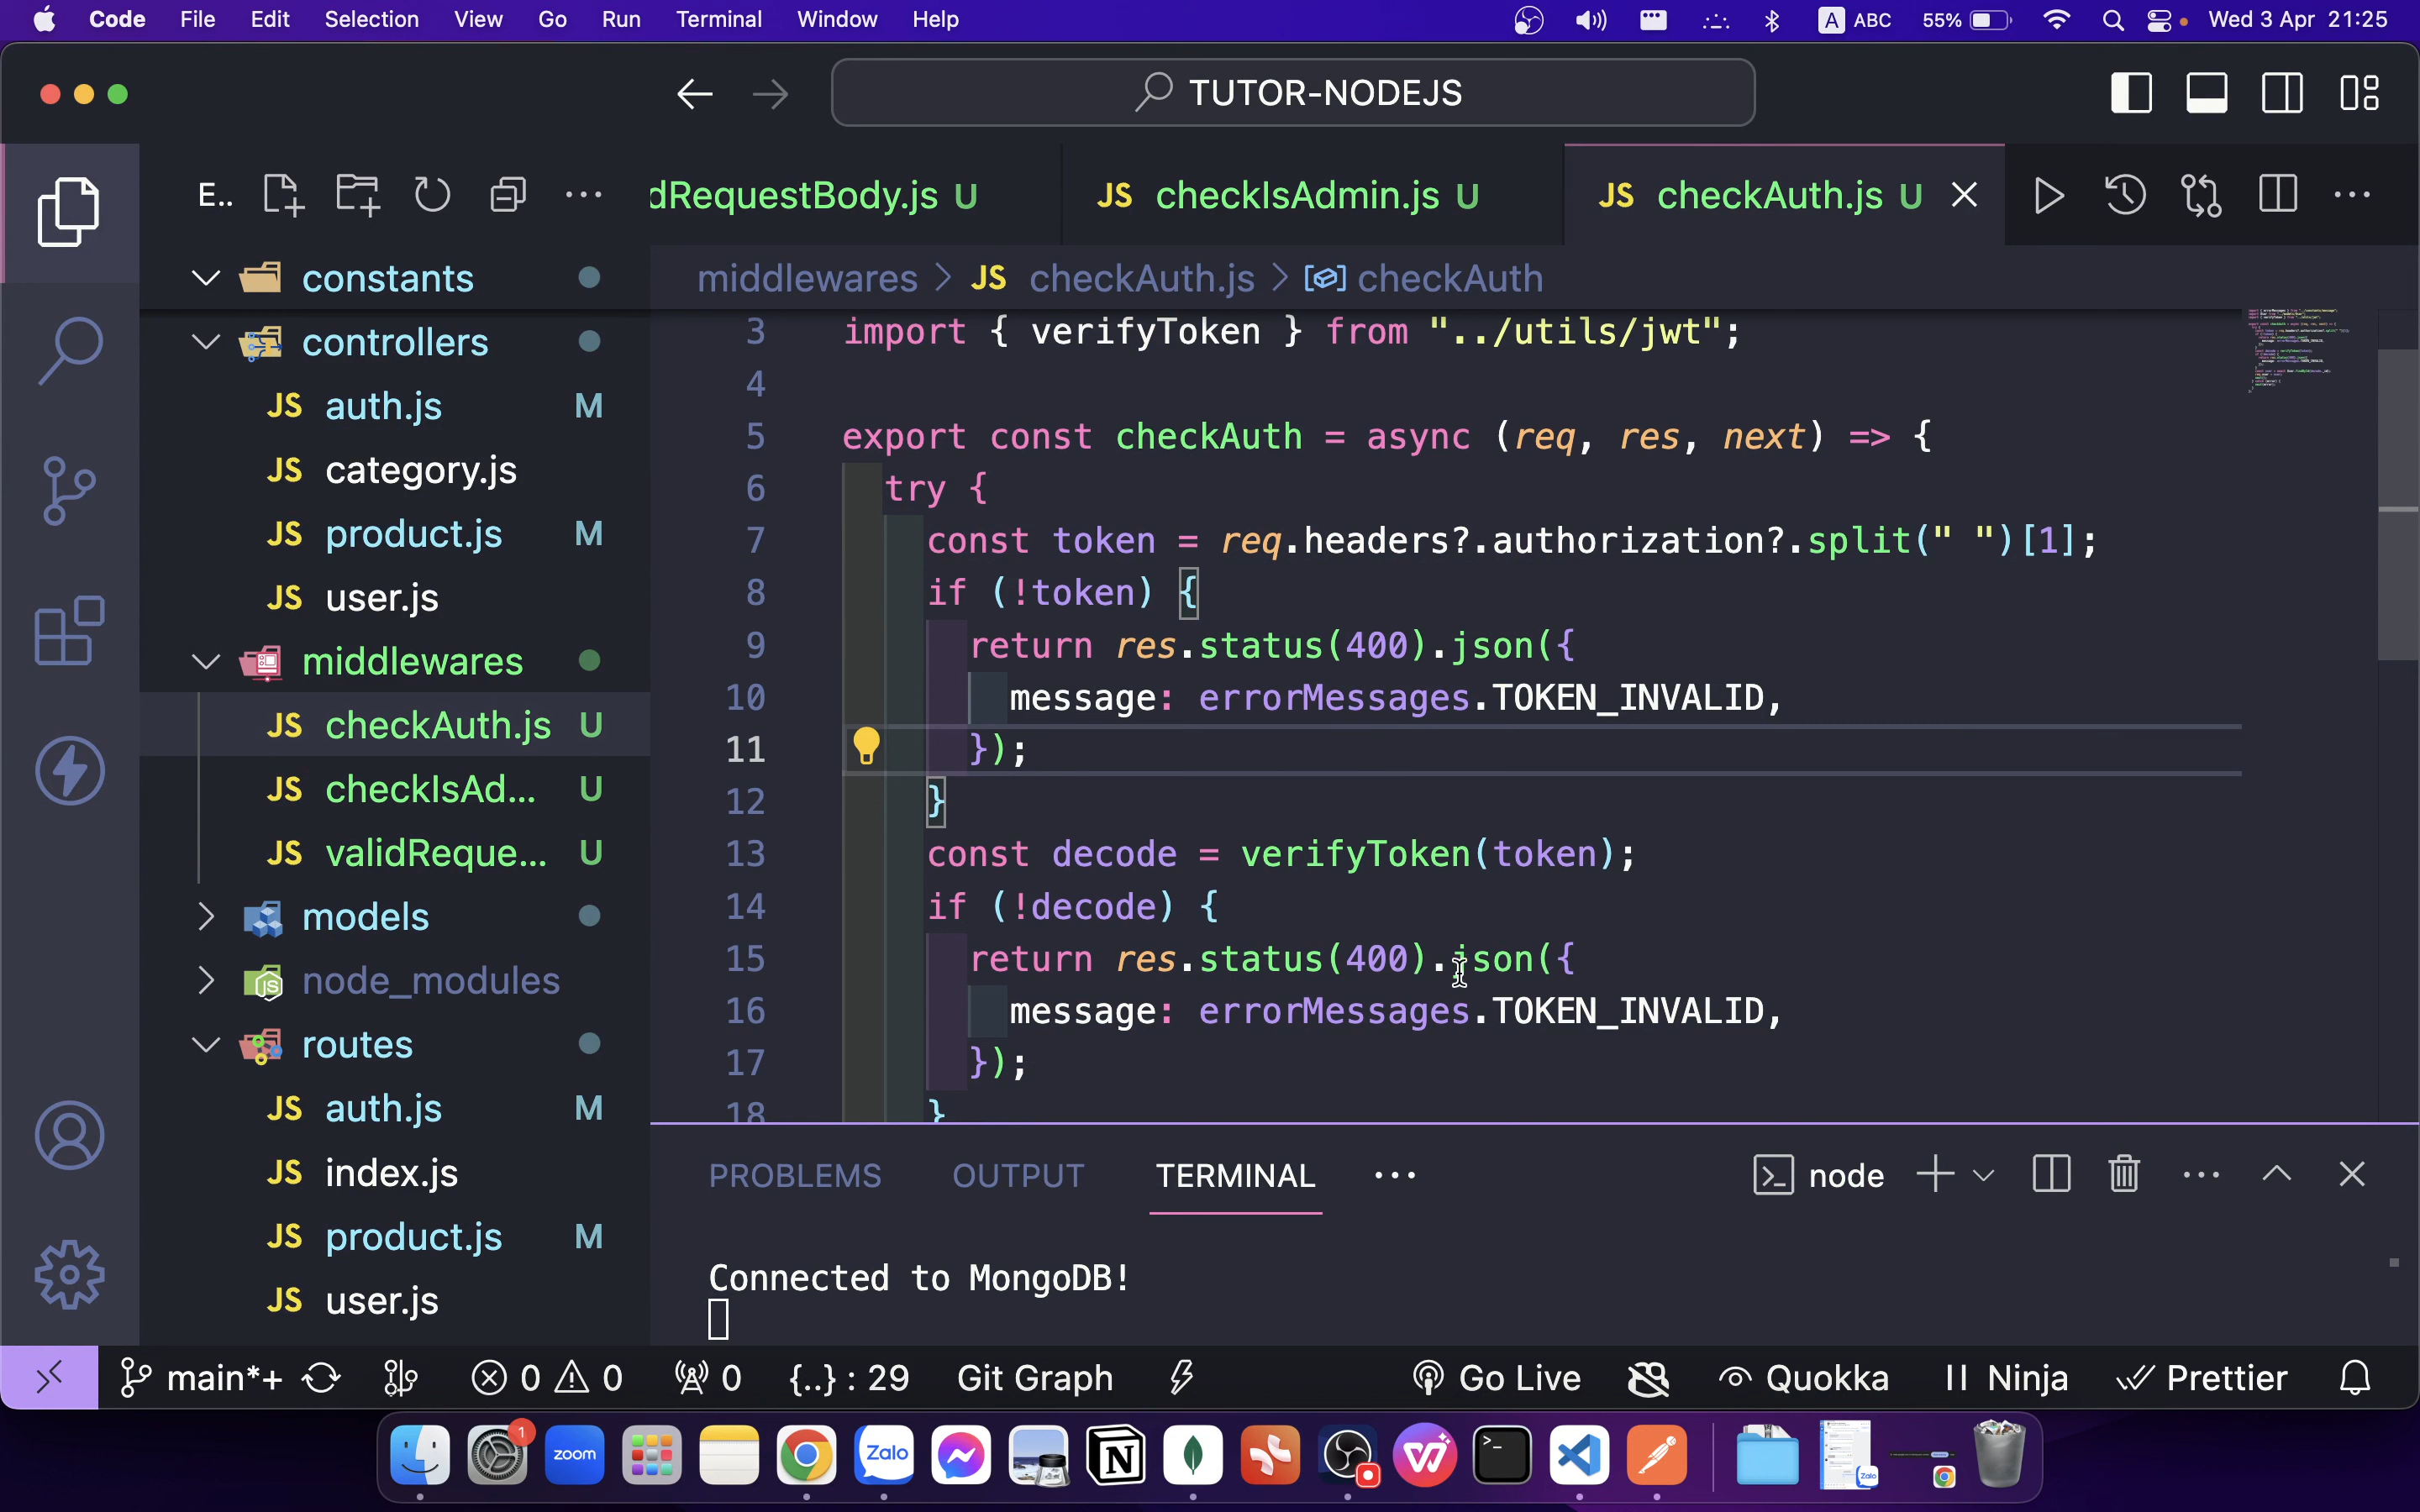 Code File Edit Selection View Go Run Terminal Window Help A ABC 55% Wed 3 Apr 21:25
TUTOR-NODEJS
E.. dRequestBody.js U JS checkIsAdmin.js U JS checkAuth.js U
middlewares > JS checkAuth.js > checkAuth
constants
controllers
JS auth.js M
JS category.js
JS product.js M
JS user.js
middlewares
JS checkAuth.js U
JS checkIsAd... U
JS validReque... U
models
node_modules
routes
JS auth.js M
JS index.js
JS product.js M
JS user.js
3 import { verifyToken } from "../utils/jwt";
4
5 export const checkAuth = async (req, res, next) => {
6 try {
7 const token = req.headers?.authorization?.split(" ")[1];
8 if (!token) {
9 return res.status(400).json({
10 message: errorMessages.TOKEN_INVALID,
11 });
12 }
13 const decode = verifyToken(token);
14 if (!decode) {
15 return res.status(400).json({
16 message: errorMessages.TOKEN_INVALID,
17 });
18 }
PROBLEMS OUTPUT TERMINAL ... node
Connected to MongoDB!
main*+ 0 0 0 {..} : 29 Git Graph Go Live Quokka Ninja Prettier
1 zoom Zalo N W >_ Zalo